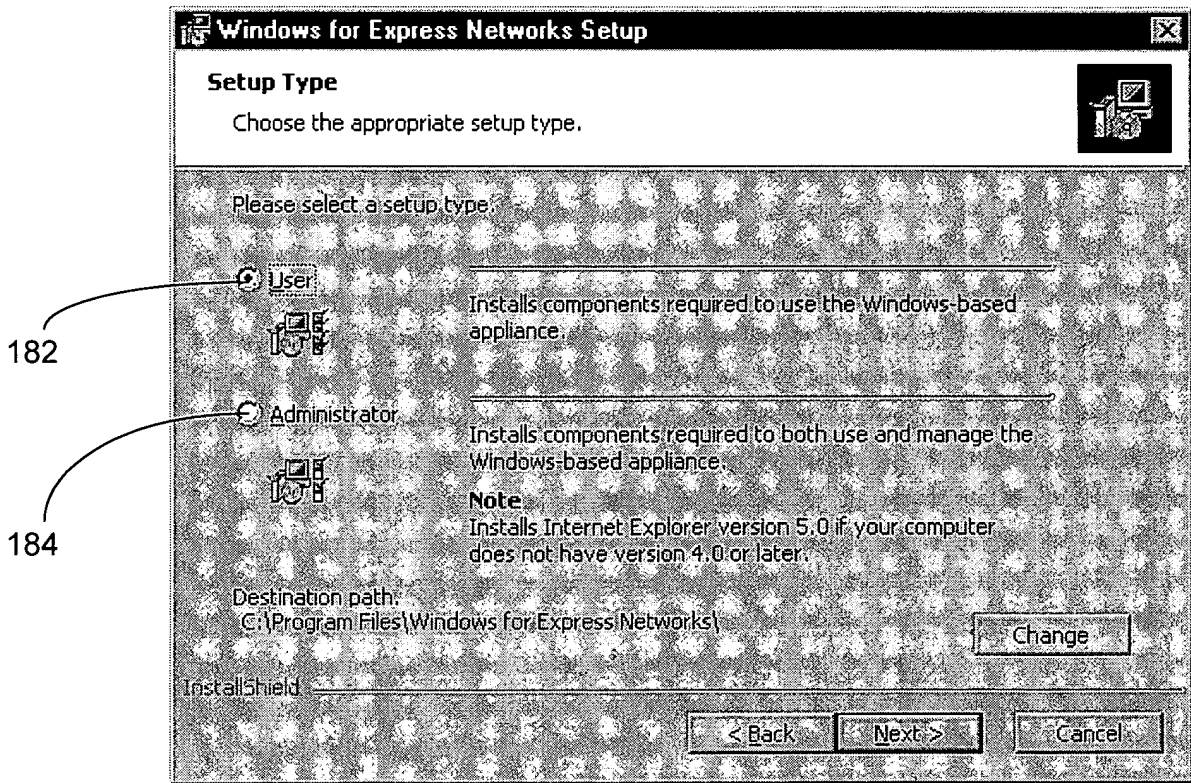 Windows for Express Networks Setup
Setup Type
Choose the appropriate setup type.
Please select a setup type.
User
Installs components required to use the Windows-based
appliance.
182
Administrator
Installs components required to both use and manage the
Windows-based appliance.
Note
Installs Internet Explorer version 5.0 if your computer
does not have version 4.0 or later.
184
Destination path.
C:\Program Files\Windows for Express Networks\
Change
InstallShield
< Back
Next >
Cancel